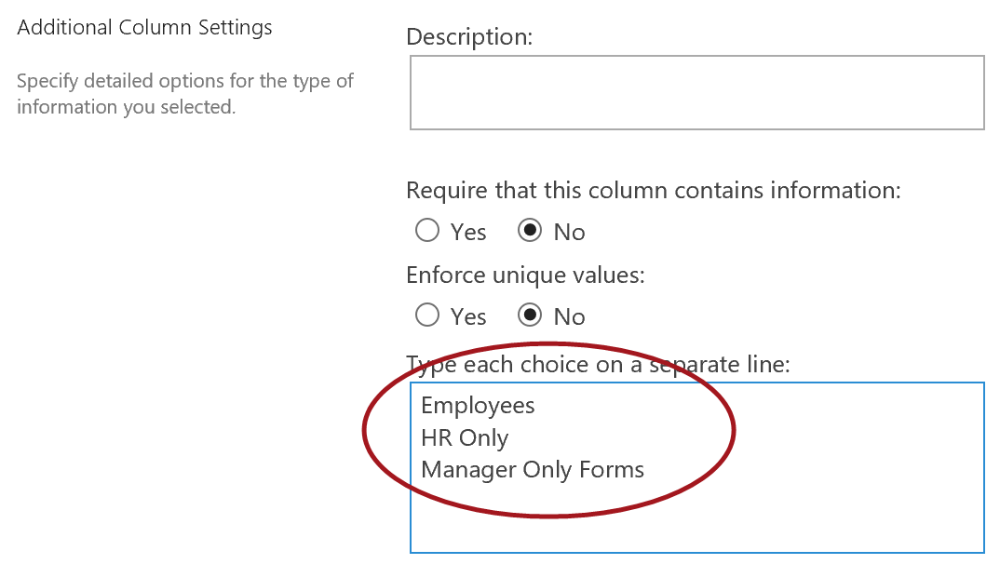 Additional Column Settings
Specify detailed options for the type of
information you selected.
Description:
Require that this column contains information:
Yes No
Enforce unique values:
Yes No
Type each choice on a separate line:
Employees
HR Only
Manager Only Forms